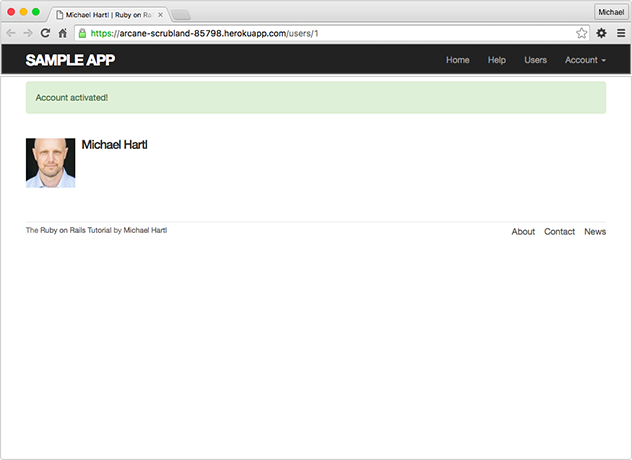 Michael Hartl | Ruby on Rails
Michael
https://arcane-scrubland-85798.herokuapp.com/users/1
SAMPLE APP
Home Help Users Account
Account activated!
Michael Hartl
The Ruby on Rails Tutorial by Michael Hartl
About Contact News